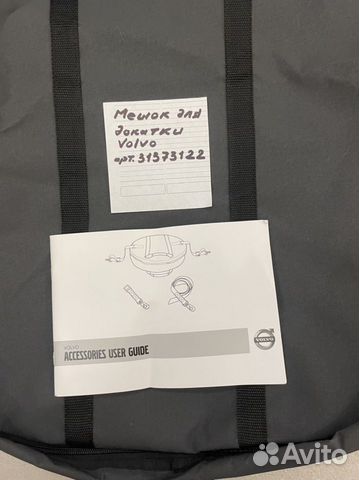 Мешок для
докатки
Volvo
арт. 31373122
VOLVO
ACCESSORIES USER GUIDE
VOLVO
Avito